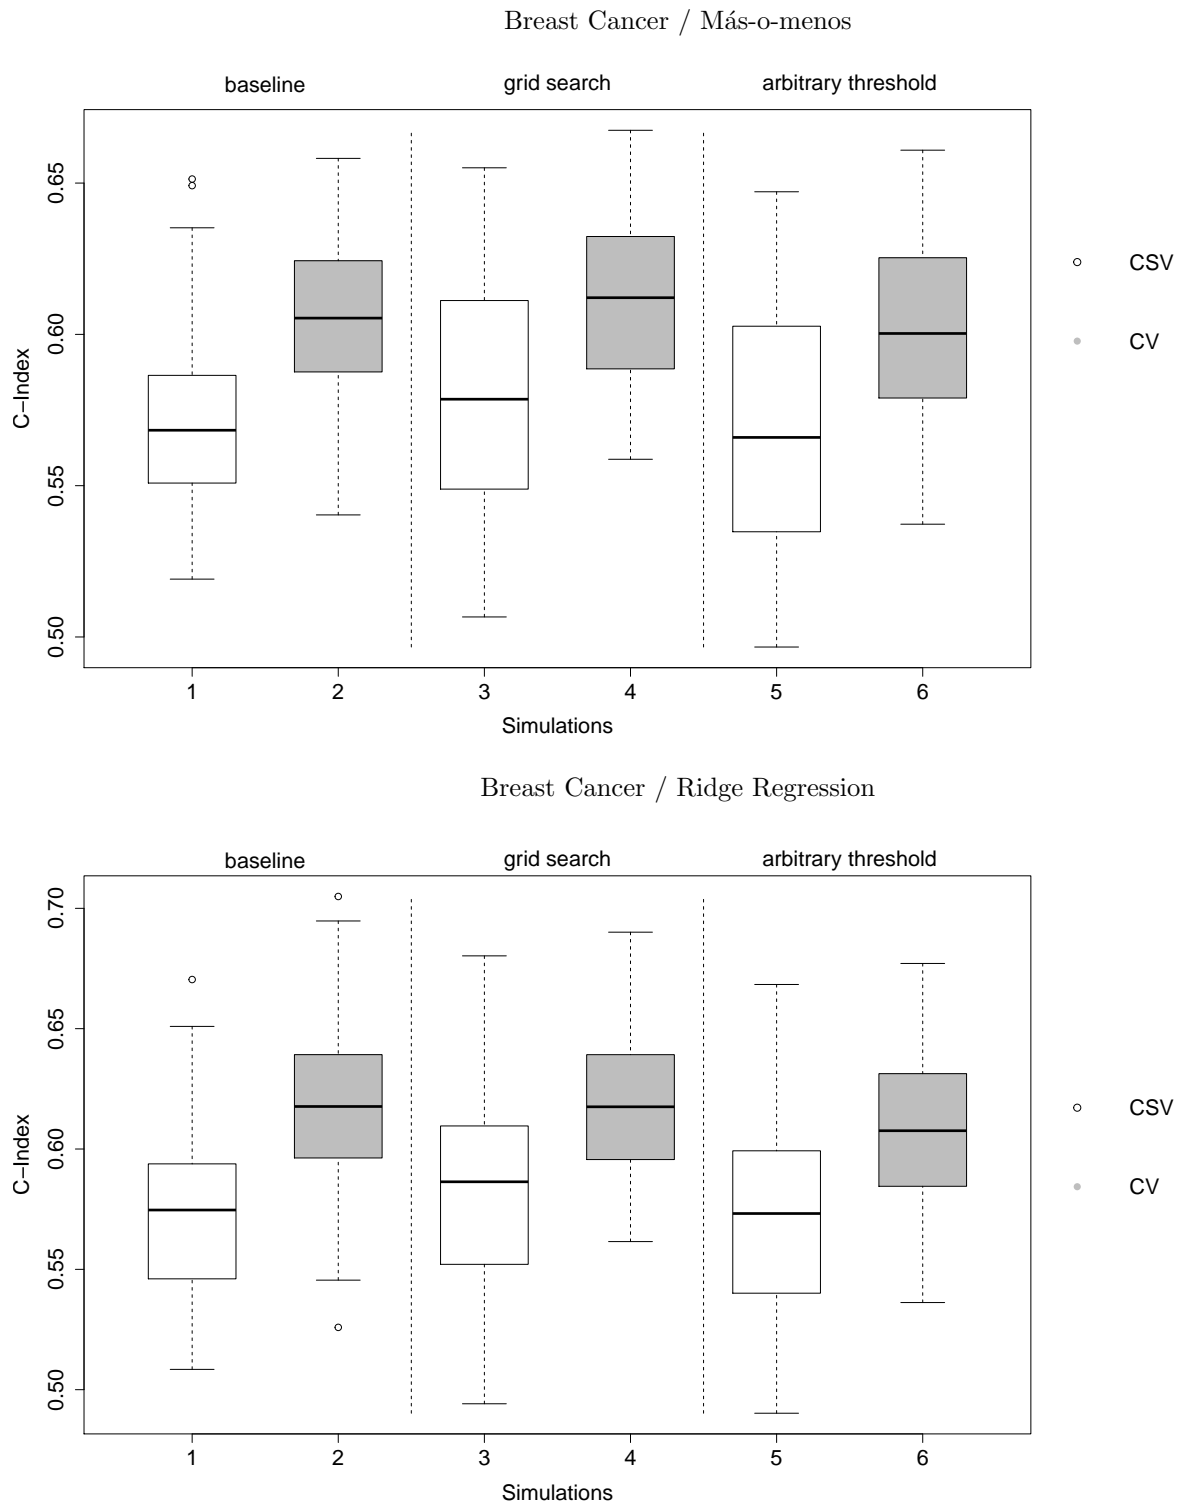 Breast Cancer / Más-o-menos
baseline grid search arbitrary threshold
0.65
0.60
0.55
0.50
C−Index
CSV
CV
1 2 3 4 5 6
Simulations
Breast Cancer / Ridge Regression
baseline grid search arbitrary threshold
0.70
0.65
0.60
0.55
0.50
C−Index
CSV
CV
1 2 3 4 5 6
Simulations